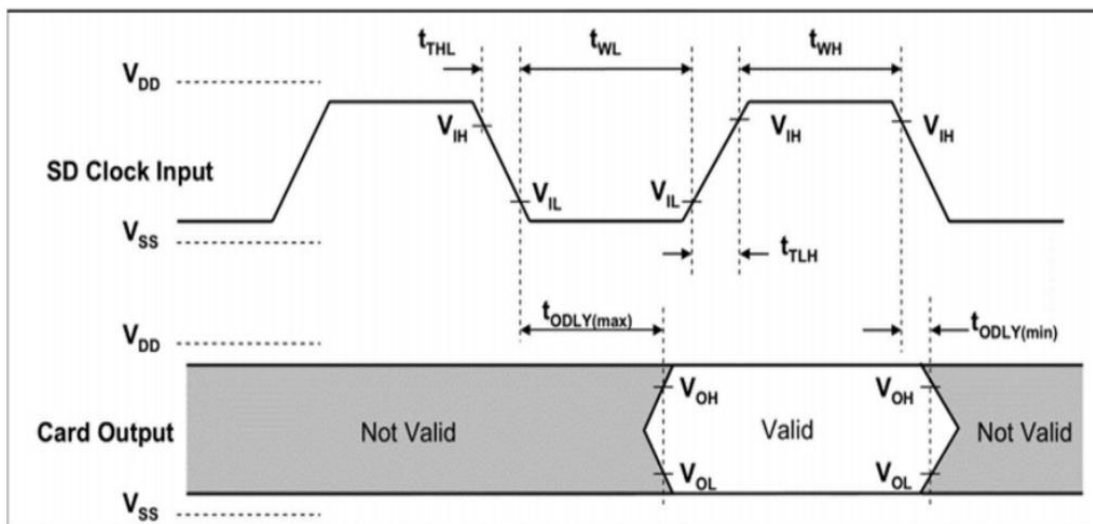 tTHL
tWL
tWH
VDD
VIH
VIH
VIH
SD Clock Input
VIL
VIL
VSS
tTLH
tODLY(max)
tODLY(min)
VDD
VOH
VOH
Card Output
Not Valid
Valid
Not Valid
VOL
VOL
VSS